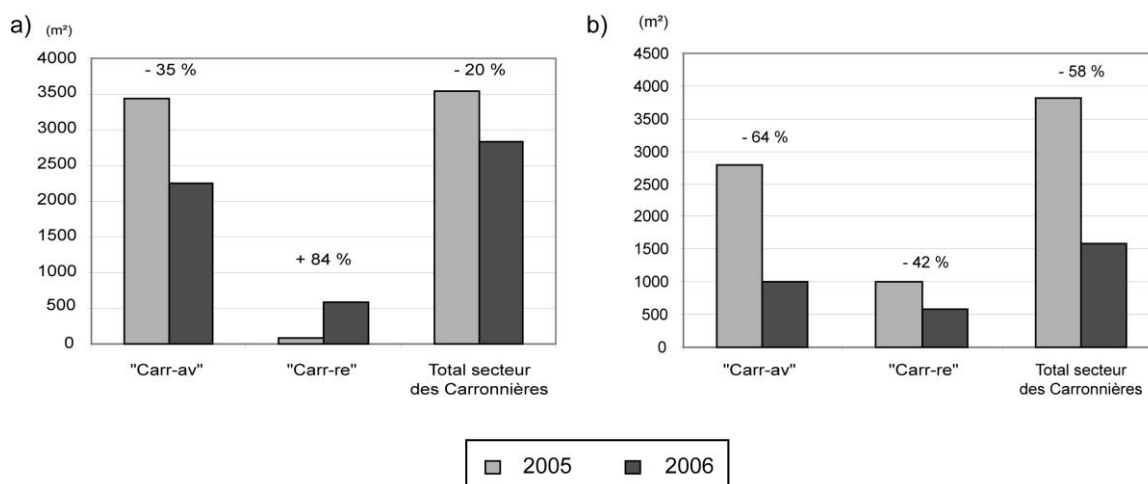 a) (m²)
4000
3500
3000
2500
2000
1500
1000
500
0
- 35 %
+ 84 %
- 20 %
"Carr-av"
"Carr-re"
Total secteur
des Carronnières
b) (m²)
4500
4000
3500
3000
2500
2000
1500
1000
500
0
- 64 %
- 42 %
- 58 %
"Carr-av"
"Carr-re"
Total secteur
des Carronnières
2005 2006